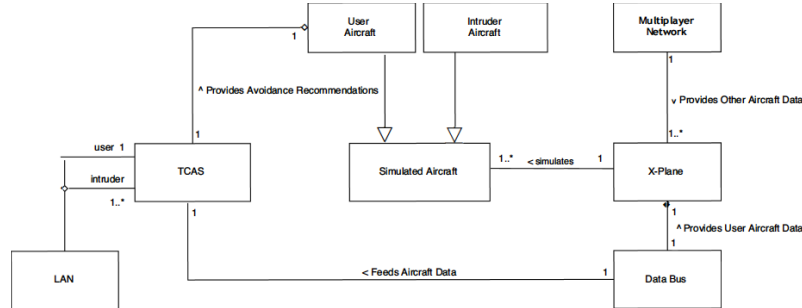 User
Aircraft
Intruder
Aircraft
Multiplayer
Network
1
1
^ Provides Avoidance Recommendations
v Provides Other Aircraft Data
user 1
1
1..*
TCAS
Simulated Aircraft
1..*
< simulates
1
X-Plane
intruder
1..*
1
1
^ Provides User Aircraft Data
1
LAN
< Feeds Aircraft Data
1
Data Bus